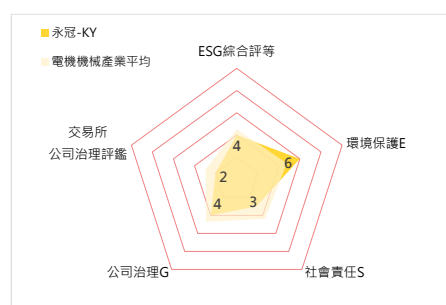 永冠-KY
電機機械產業平均
ESG綜合評等
環境保護E
社會責任S
公司治理G
交易所
公司治理評鑑
4
6
3
4
2